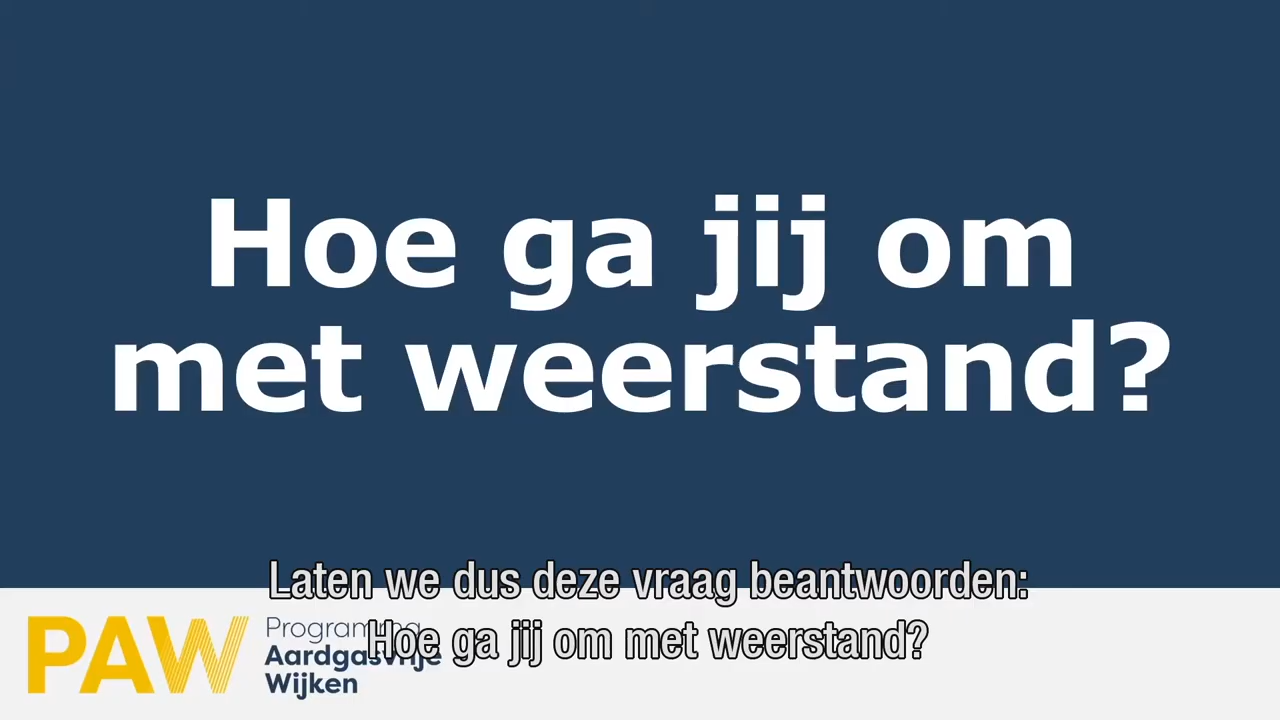 Hoe ga jij om
met weerstand?
Laten we dus deze vraag beantwoorden:
Hoe ga jij om met weerstand?
PAW
Programma
Aardgasvrije
Wijken